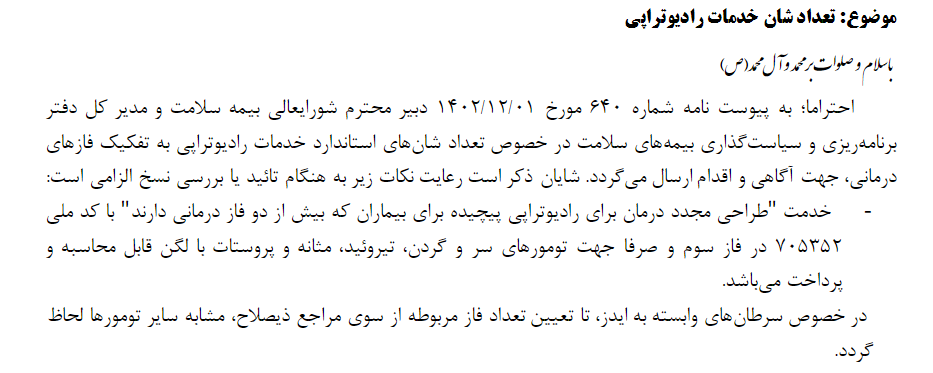 موضوع: تعداد شان خدمات رادیوتراپی
باسلام و صلوات بر محمد و آل محمد(ص)
احتراما؛ به پیوست نامه شماره ۶۴۰ مورخ ۱۴۰۲/۱۲/۰۱ دبیر محترم شورایعالی بیمه سلامت و مدیر کل دفتر
برنامه‌ریزی و سیاست‌گذاری بیمه‌های سلامت در خصوص تعداد شان‌های استاندارد خدمات رادیوتراپی به تفکیک فازهای
درمانی، جهت آگاهی و اقدام ارسال می‌گردد. شایان ذکر است رعایت نکات زیر به هنگام تائید یا بررسی نسخ الزامی است:
- خدمت "طراحی مجدد درمان برای رادیوتراپی پیچیده برای بیماران که بیش از دو فاز درمانی دارند" با کد ملی
۷۰۵۳۵۲ در فاز سوم و صرفا جهت تومورهای سر و گردن، تیروئید، مثانه و پروستات با لگن قابل محاسبه و
پرداخت می‌باشد.
در خصوص سرطان‌های وابسته به ایدز، تا تعیین تعداد فاز مربوطه از سوی مراجع ذیصلاح، مشابه سایر تومورها لحاظ
گردد.